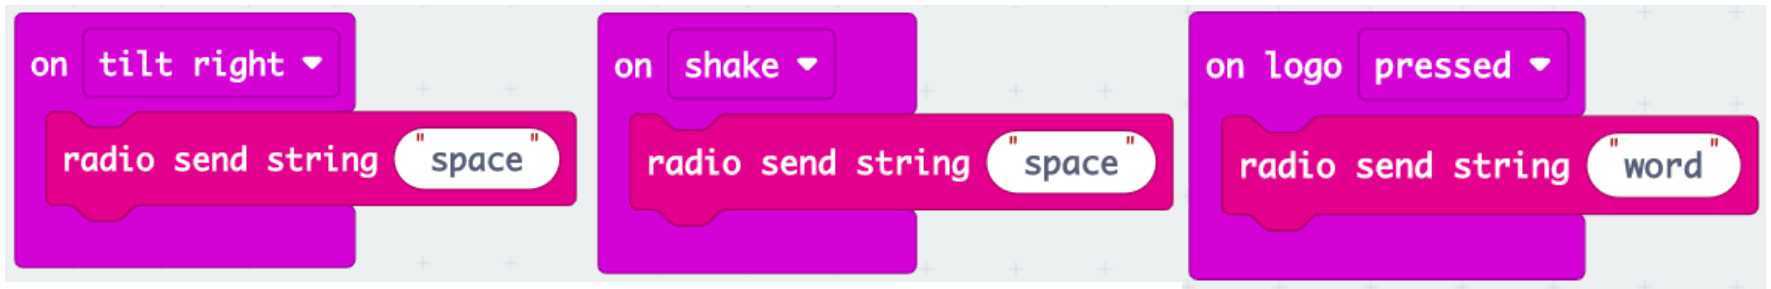 on tilt right
radio send string "space"
on shake
radio send string "space"
on logo pressed
radio send string "word"